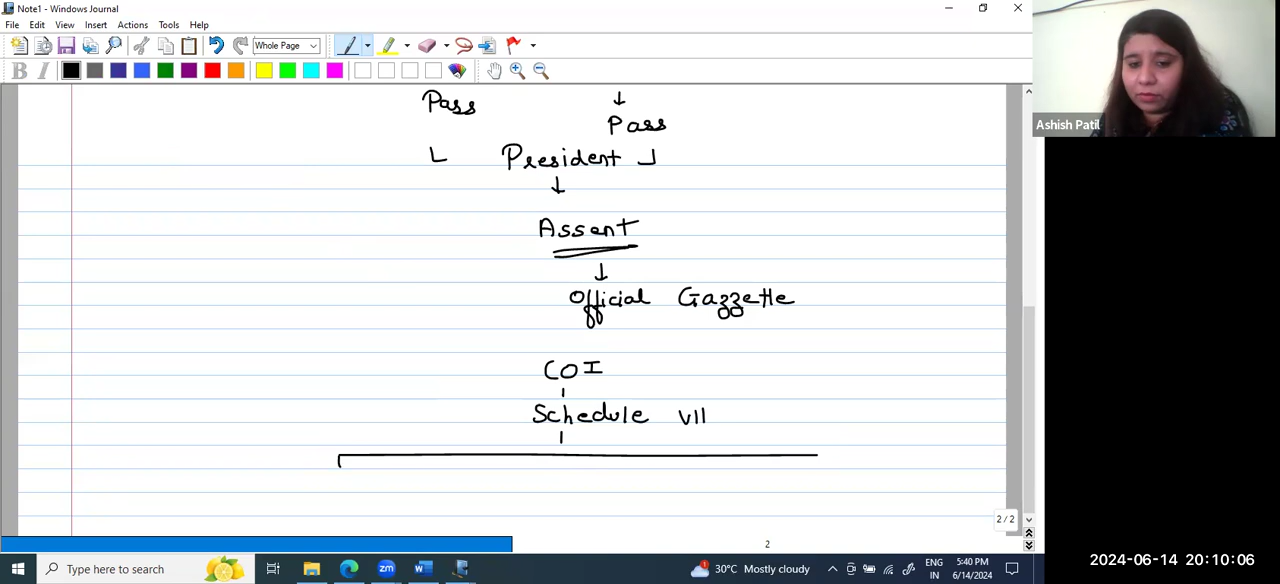 Note1 - Windows Journal
File Edit View Insert Actions Tools Help
Whole Page
B I
Pass
Pass
President
Assent
Official Gazzette
COI
Schedule VII
Ashish Patil
2/2
2
Type here to search
zm
W
1
30°C Mostly cloudy
ENG
IN
5:40 PM
6/14/2024
2024-06-14 20:10:06